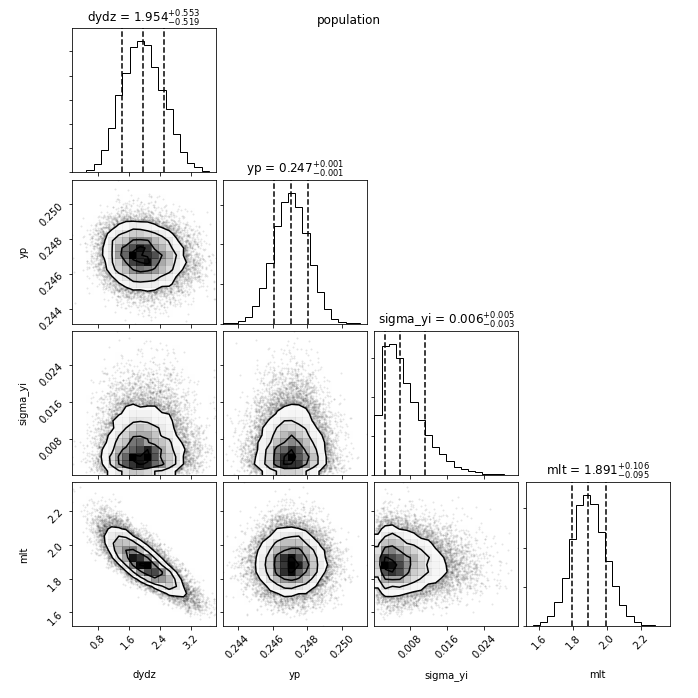 population
dydz = 1.954+0.553 −0.519
yp = 0.247+0.001 −0.001
0.250
0.248
0.246
0.244
yp
sigma_yi = 0.006+0.005 −0.003
0.024
0.016
0.008
sigma_yi
mlt = 1.891+0.106 −0.095
2.2
2.0
1.8
1.6
mlt
0.8 1.6 2.4 3.2
0.244 0.246 0.248 0.250
0.008 0.016 0.024
1.6 1.8 2.0 2.2
dydz yp sigma_yi mlt